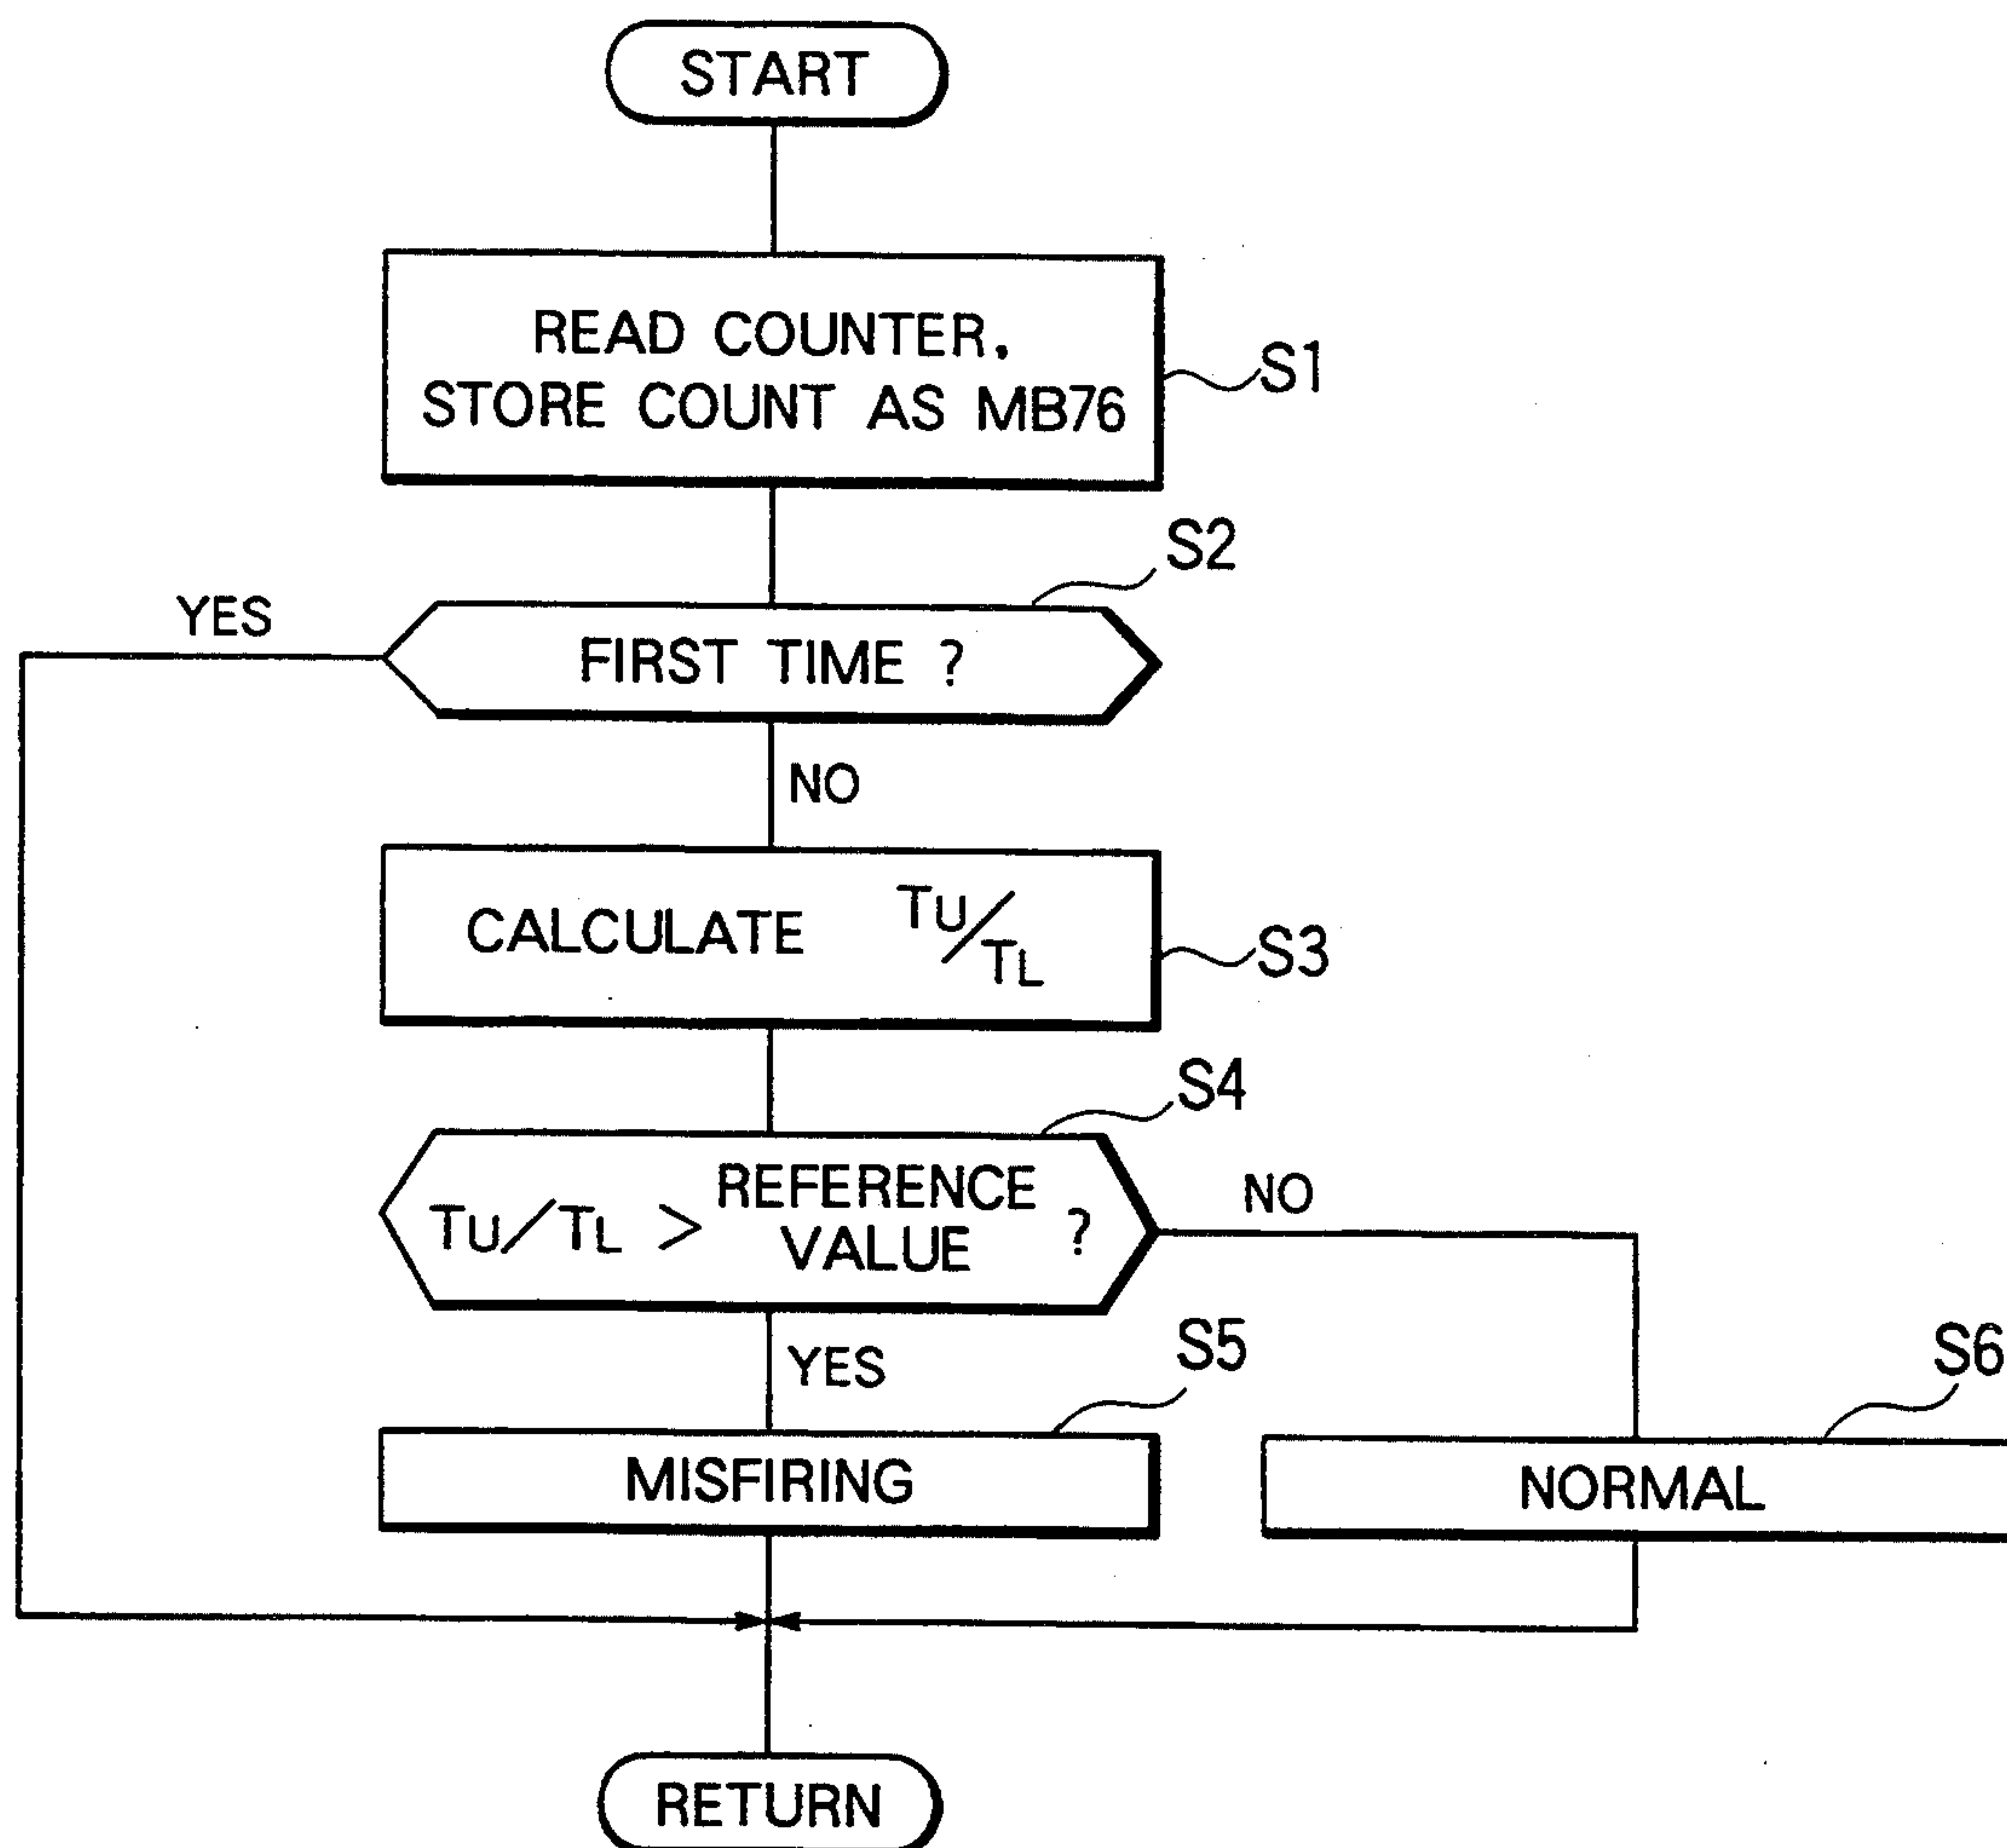 START
READ COUNTER,
STORE COUNT AS MB76
S1
S2
YES
FIRST TIME ?
NO
CALCULATE TU/TL
S3
S4
TU/TL > REFERENCE VALUE ?
NO
YES
S5
S6
MISFIRING
NORMAL
RETURN